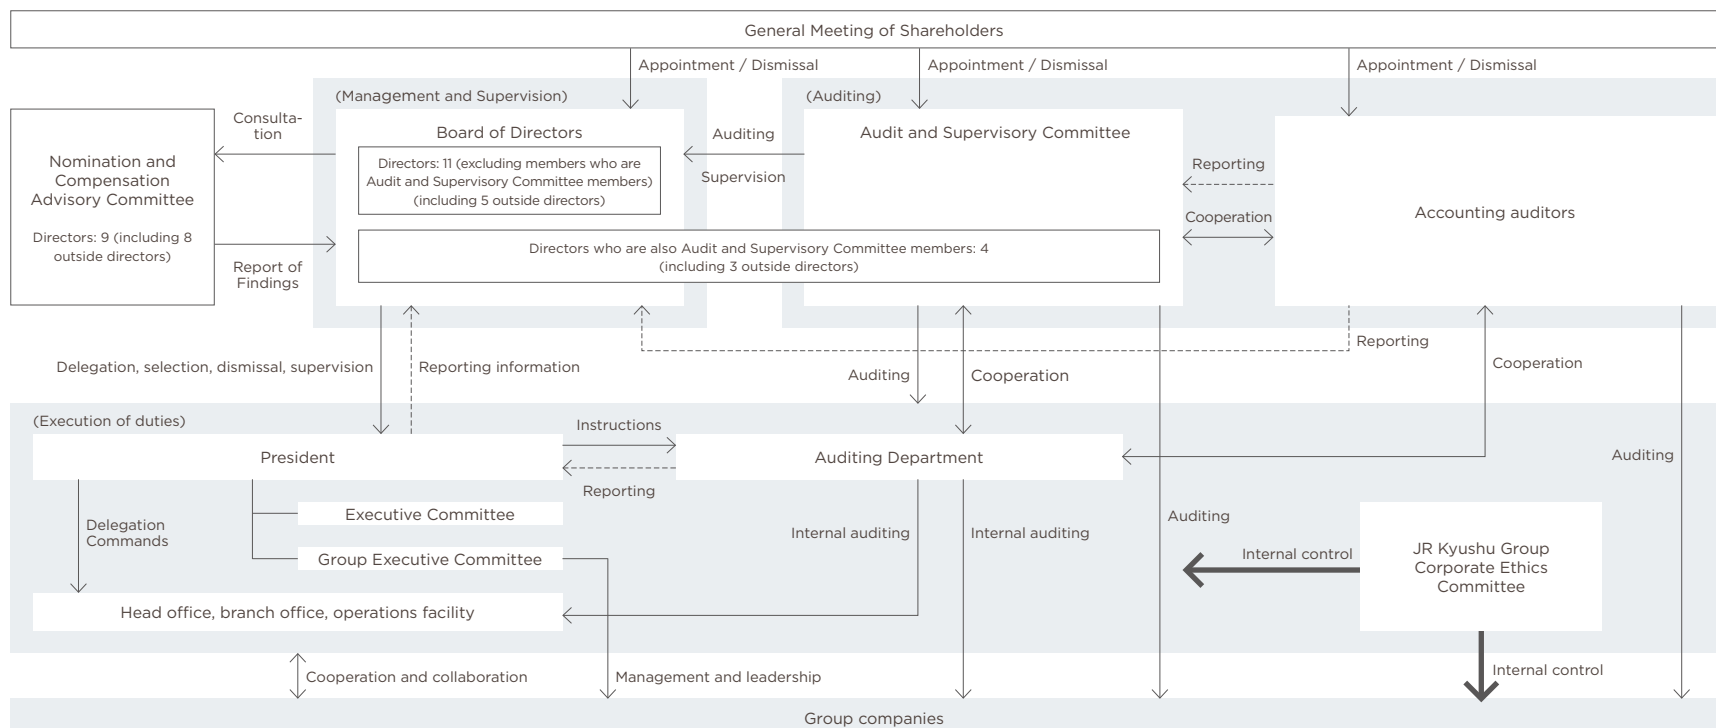 General Meeting of Shareholders
Appointment / Dismissal
Appointment / Dismissal
Appointment / Dismissal
(Management and Supervision)
(Auditing)
Nomination and
Compensation
Advisory Committee
Directors: 9 (including 8
outside directors)
Consulta-
tion
Report of
Findings
Board of Directors
Directors: 11 (excluding members who are
Audit and Supervisory Committee members)
(including 5 outside directors)
Auditing
Supervision
Audit and Supervisory Committee
Directors who are also Audit and Supervisory Committee members: 4
(including 3 outside directors)
Reporting
Cooperation
Accounting auditors
Delegation, selection, dismissal, supervision
Reporting information
Auditing
Cooperation
Reporting
Cooperation
(Execution of duties)
President
Instructions
Reporting
Auditing Department
Auditing
Executive Committee
Group Executive Committee
Delegation
Commands
Internal auditing
Internal auditing
Auditing
Internal control
JR Kyushu Group
Corporate Ethics
Committee
Head office, branch office, operations facility
Cooperation and collaboration
Management and leadership
Internal control
Group companies